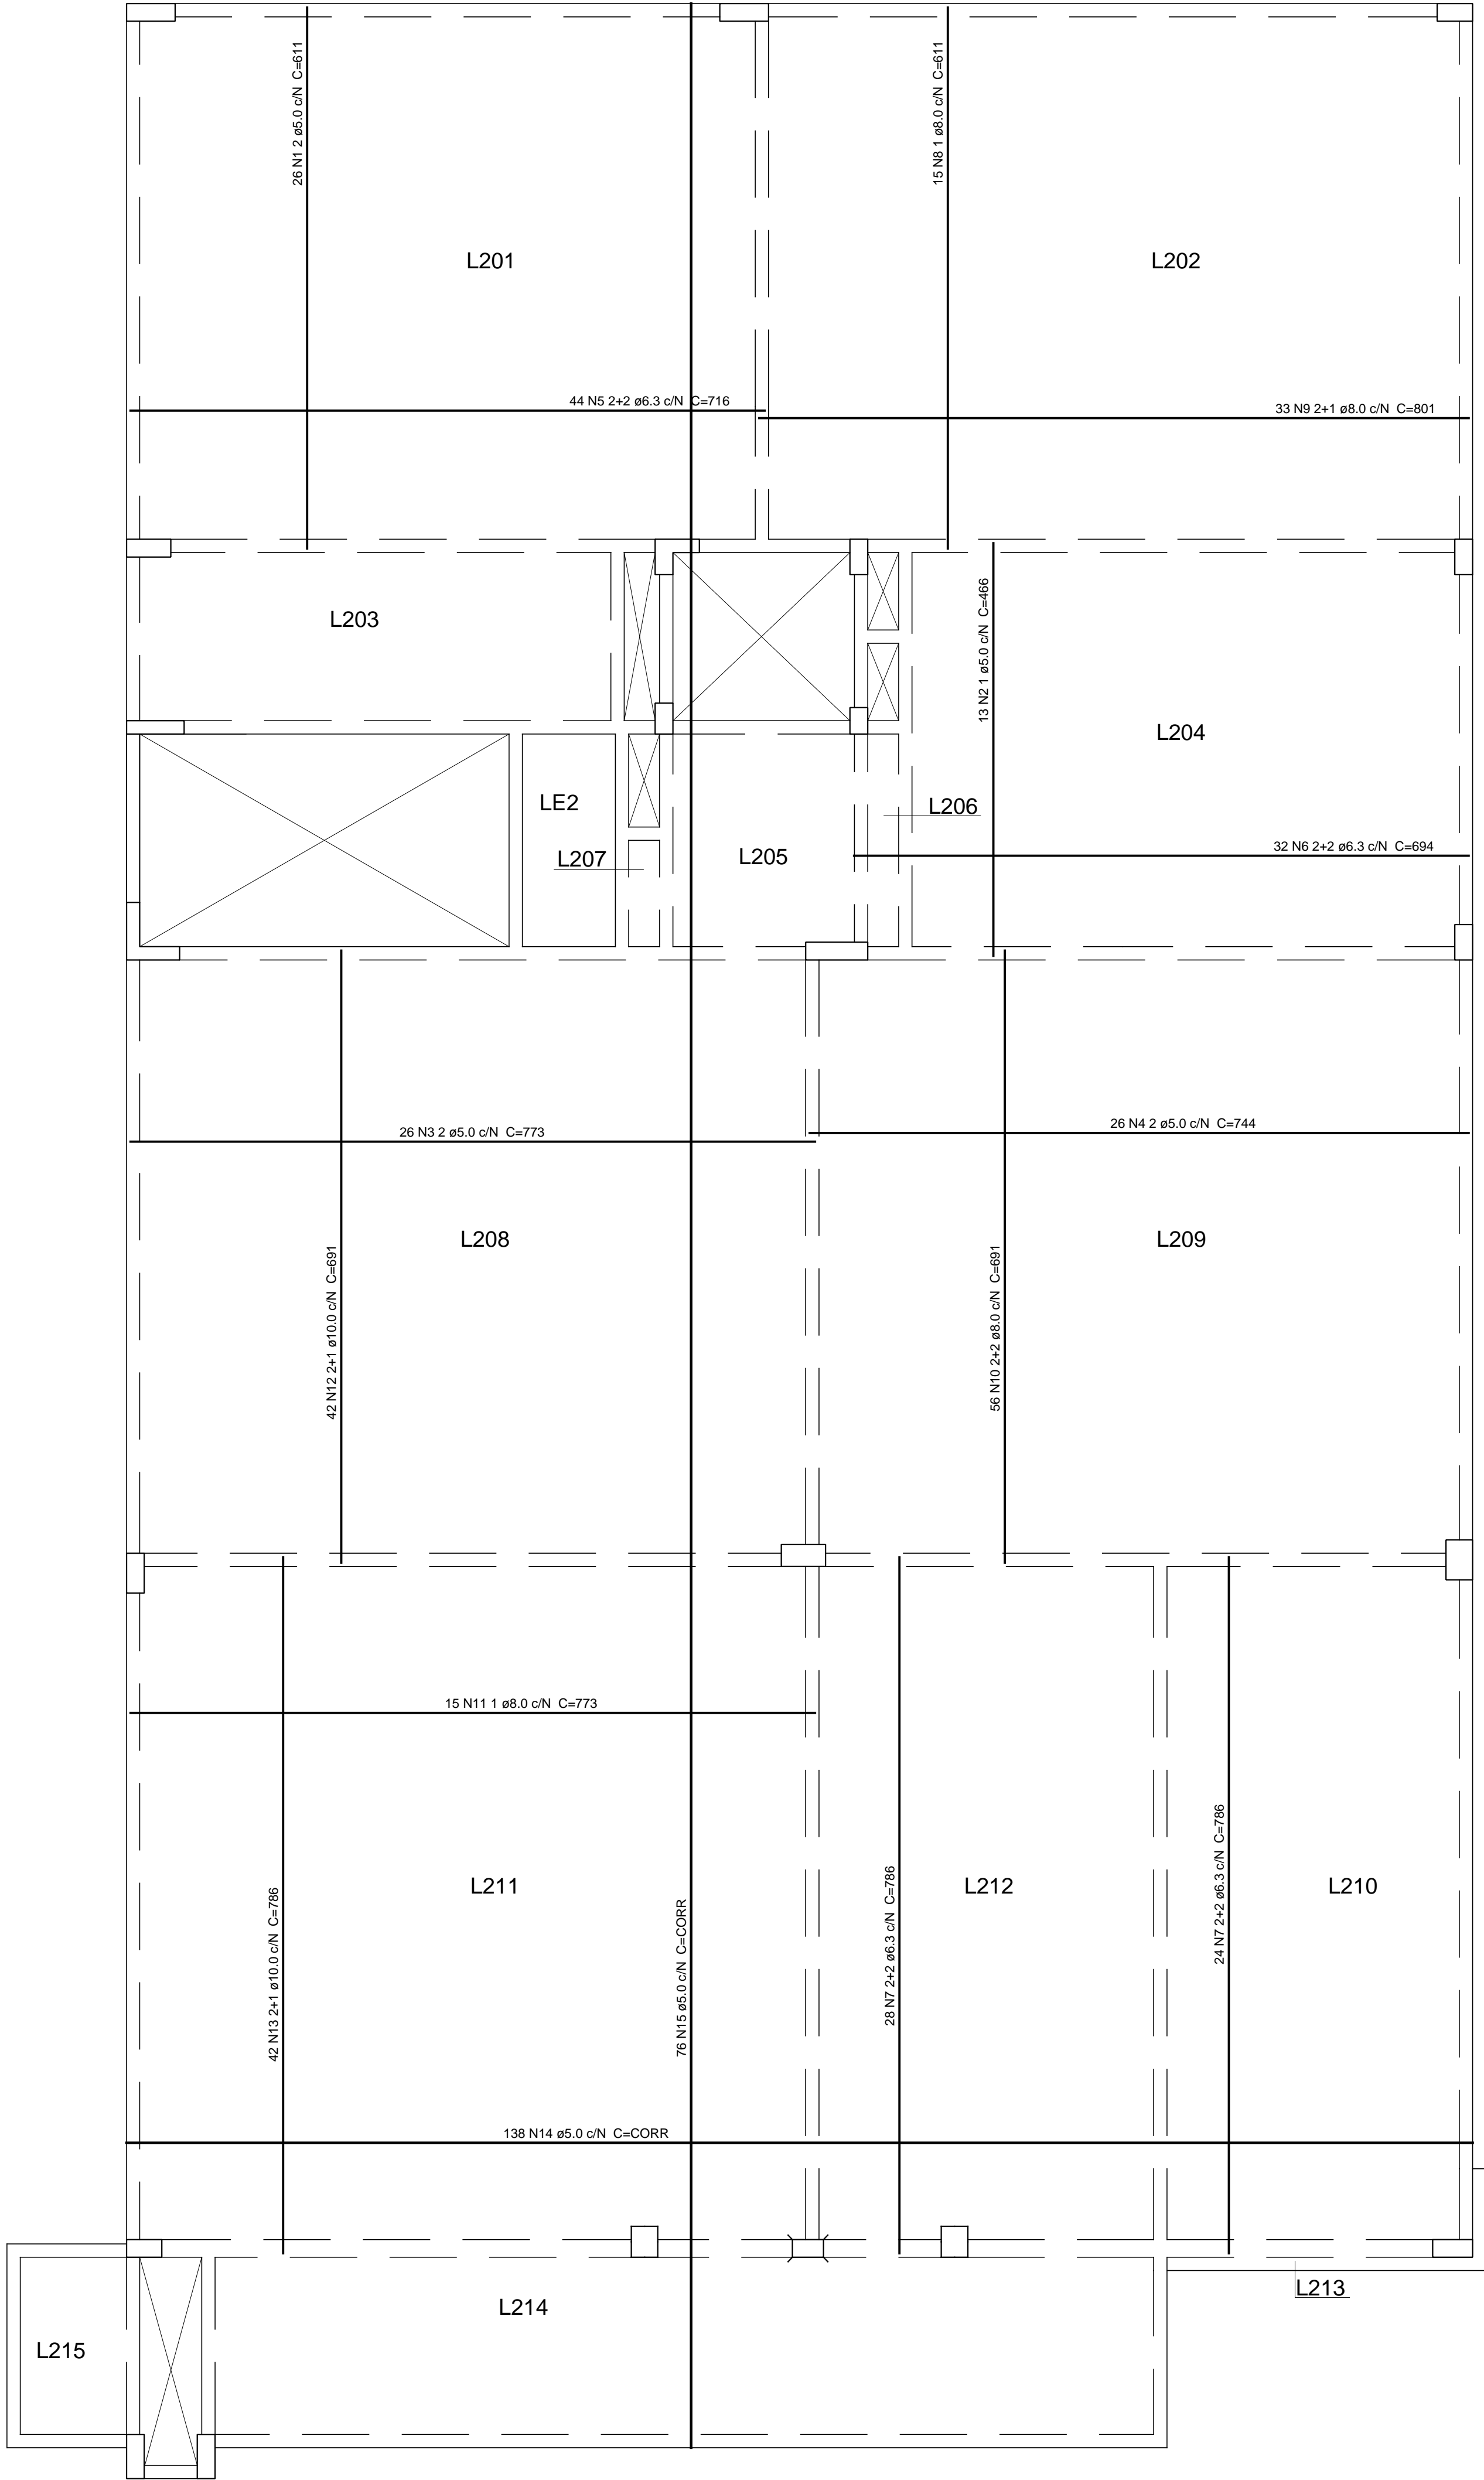 26 N1 2 ø5.0 c/N  C=611
15 N8 1 ø8.0 c/N  C=611
L201
L202
44 N5 2+2 ø6.3 c/N  C=716
33 N9 2+1 ø8.0 c/N  C=801
L203
13 N2 1 ø5.0 c/N  C=466
L204
LE2
L206
L207
L205
32 N6 2+2 ø6.3 c/N  C=694
26 N3 2 ø5.0 c/N  C=773
26 N4 2 ø5.0 c/N  C=744
L208
L209
42 N12 2+1 ø10.0 c/N  C=691
56 N10 2+2 ø8.0 c/N  C=691
15 N11 1 ø8.0 c/N  C=773
L211
L212
L210
42 N13 2+1 ø10.0 c/N  C=786
76 N15 ø5.0 c/N  C=CORR
28 N7 2+2 ø6.3 c/N  C=786
24 N7 2+2 ø6.3 c/N  C=786
138 N14 ø5.0 c/N  C=CORR
L213
L214
L215